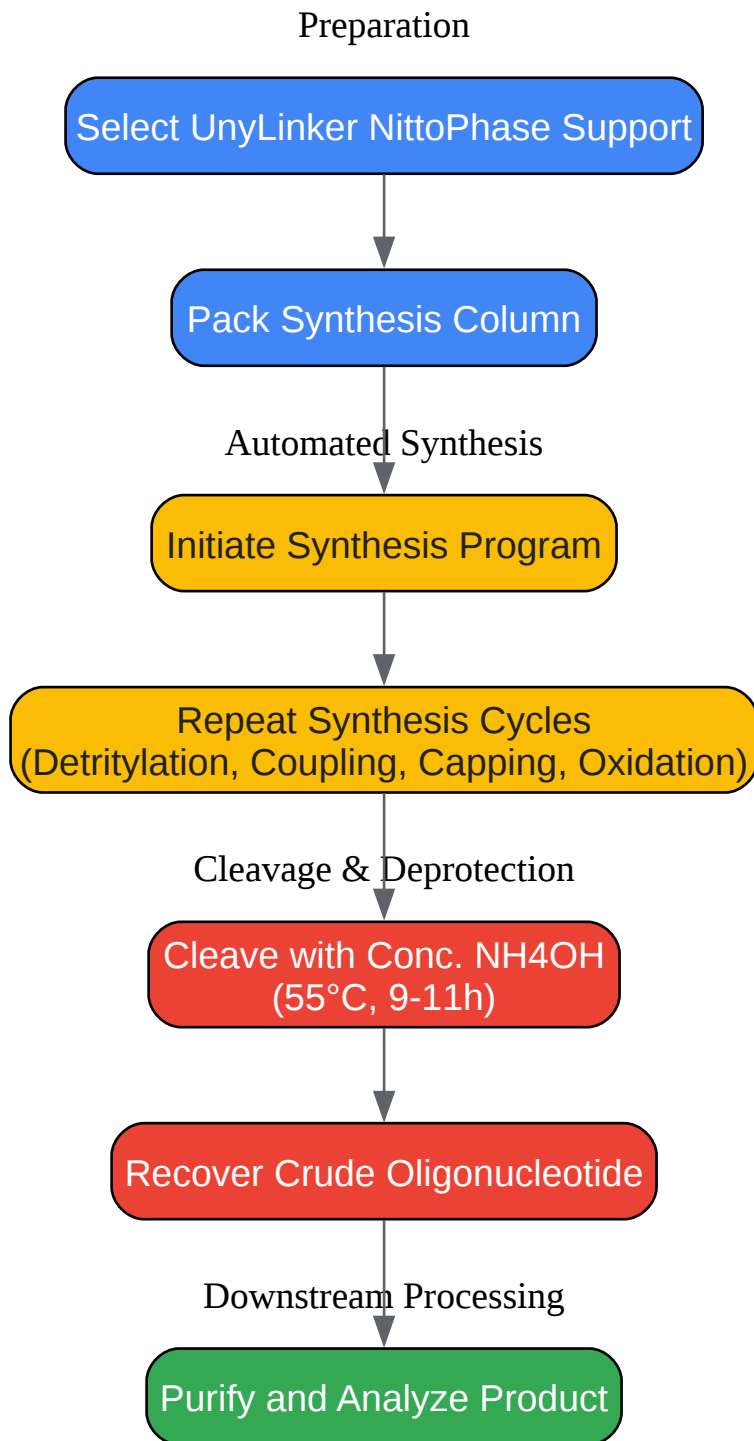 Preparation
Select UnyLinker NittoPhase Support
Pack Synthesis Column
Automated Synthesis
Initiate Synthesis Program
Repeat Synthesis Cycles
(Detritylation, Coupling, Capping, Oxidation)
Cleavage & Deprotection
Cleave with Conc. NH4OH
(55°C, 9-11h)
Recover Crude Oligonucleotide
Downstream Processing
Purify and Analyze Product